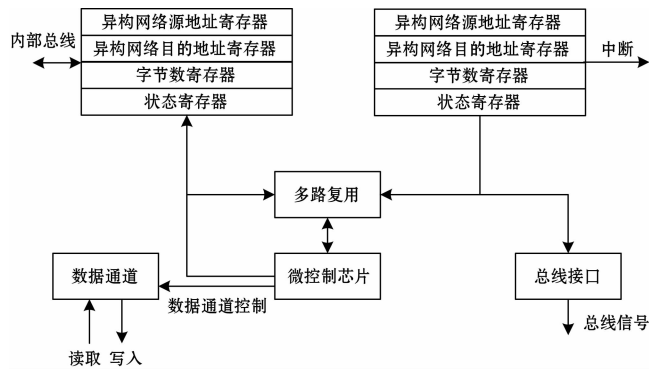 异构网络源地址寄存器
异构网络目的地址寄存器
字节数寄存器
状态寄存器
内部总线
异构网络源地址寄存器
异构网络目的地址寄存器
字节数寄存器
状态寄存器
中断
多路复用
数据通道
微控制芯片
总线接口
数据通道控制
读取 写入
总线信号